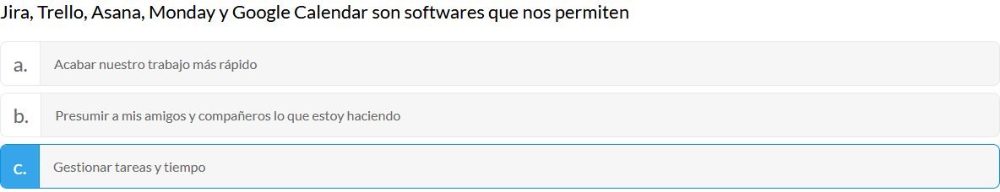 Jira, Trello, Asana, Monday y Google Calendar son softwares que nos permiten
a. Acabar nuestro trabajo más rápido
b. Presumir a mis amigos y compañeros lo que estoy haciendo
c. Gestionar tareas y tiempo